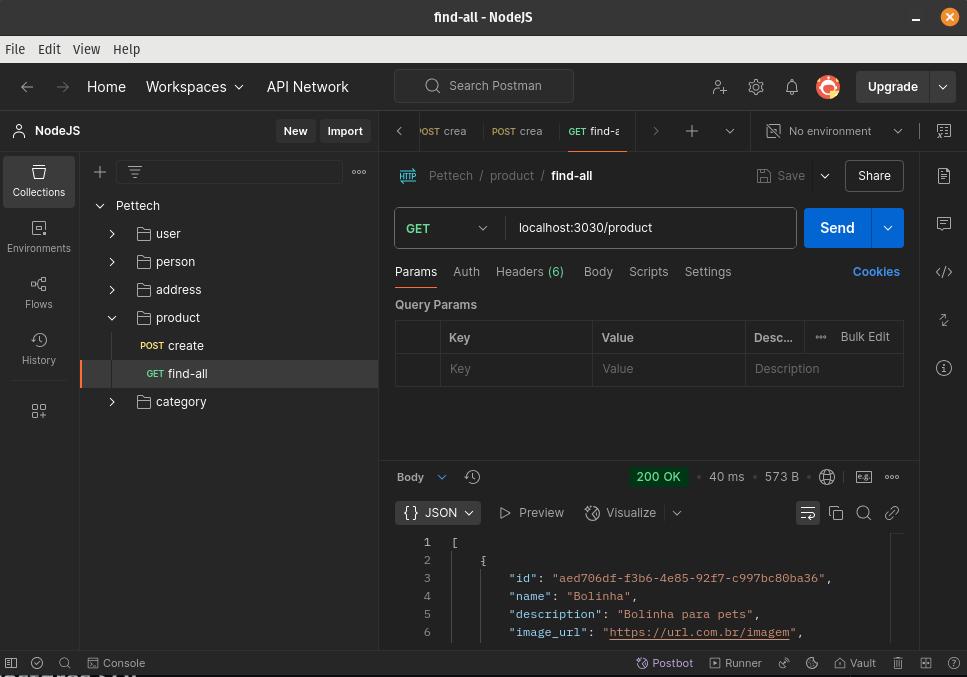 find-all - NodeJS
File Edit View Help
Home Workspaces API Network Search Postman Upgrade
NodeJS New Import
POST crea POST crea GET find-a No environment
Collections
Environments
Flows
History
Pettech
user
person
address
product
POST create
GET find-all
category
HTTP Pettech / product / find-all Save Share
GET localhost:3030/product Send
Params Auth Headers (6) Body Scripts Settings Cookies
Query Params
Key Value Desc... Bulk Edit
Key Value Description
Body 200 OK 40 ms 573 B e.g.
{ } JSON Preview Visualize
1 [
2 {
3 "id": "aed706df-f3b6-4e85-92f7-c997bc80ba36",
4 "name": "Bolinha",
5 "description": "Bolinha para pets",
6 "image_url": "https://url.com.br/imagem",
Console Postbot Runner Vault